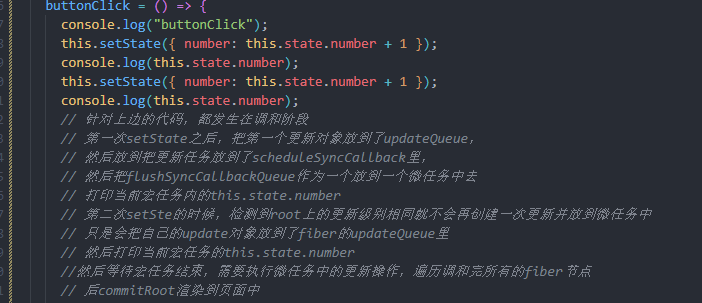 buttonClick = () => {
console.log("buttonClick");
this.setState({ number: this.state.number + 1 });
console.log(this.state.number);
this.setState({ number: this.state.number + 1 });
console.log(this.state.number);
// 针对上边的代码，都发生在调和阶段
// 第一次setState之后，把第一个更新对象放到了updateQueue，
// 然后放到把更新任务放到了scheduleSyncCallback里，
// 然后把flushSyncCallbackQueue作为一个放到一个微任务中去
// 打印当前宏任务内的this.state.number
// 第二次setSte的时候，检测到root上的更新级别相同就不会再创建一次更新并放到微任务中
// 只是会把自己的update对象放到了fiber的updateQueue里
// 然后打印当前宏任务的this.state.number
//然后等待宏任务结束，需要执行微任务中的更新操作，遍历调和完所有的fiber节点
// 后commitRoot渲染到页面中